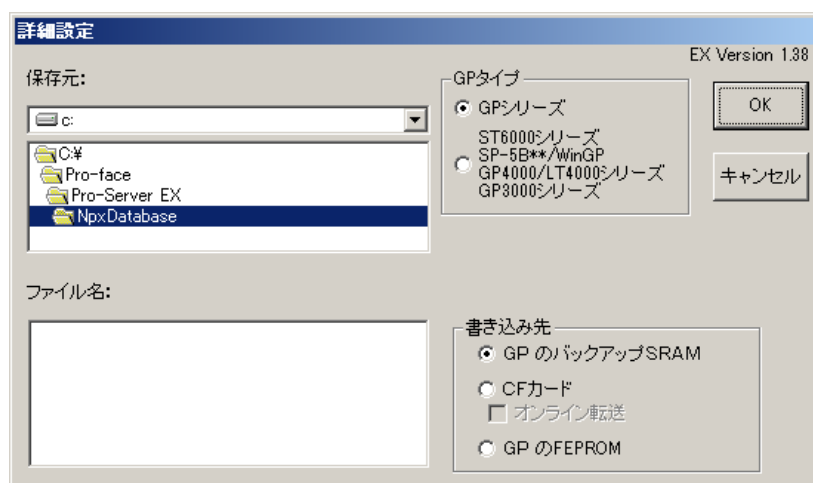 詳細設定
EX Version 1.38
保存元:
c:
C:¥
Pro-face
Pro-Server EX
NpxDatabase
GPタイプ
GPシリーズ
ST6000シリーズ
SP-5B**/WinGP
GP4000/LT4000シリーズ
GP3000シリーズ
OK
キャンセル
ファイル名:
書き込み先
GP のバックアップSRAM
CFカード
オンライン転送
GP のFEPROM